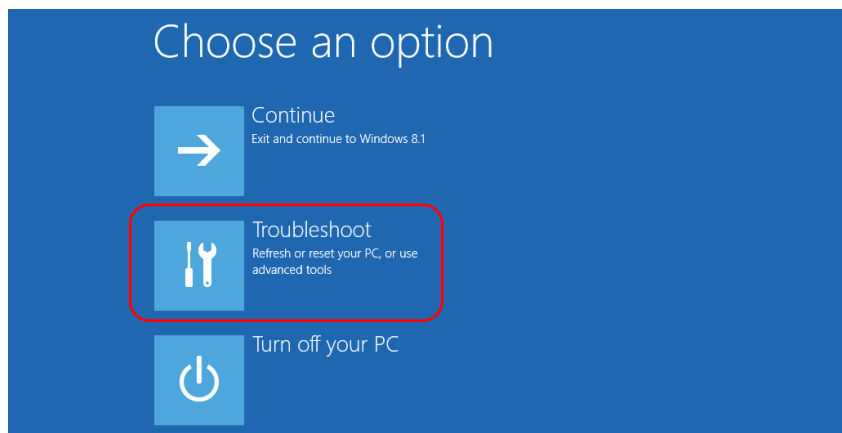 Choose an option
Continue
Exit and continue to Windows 8.1
Troubleshoot
Refresh or reset your PC, or use
advanced tools
Turn off your PC